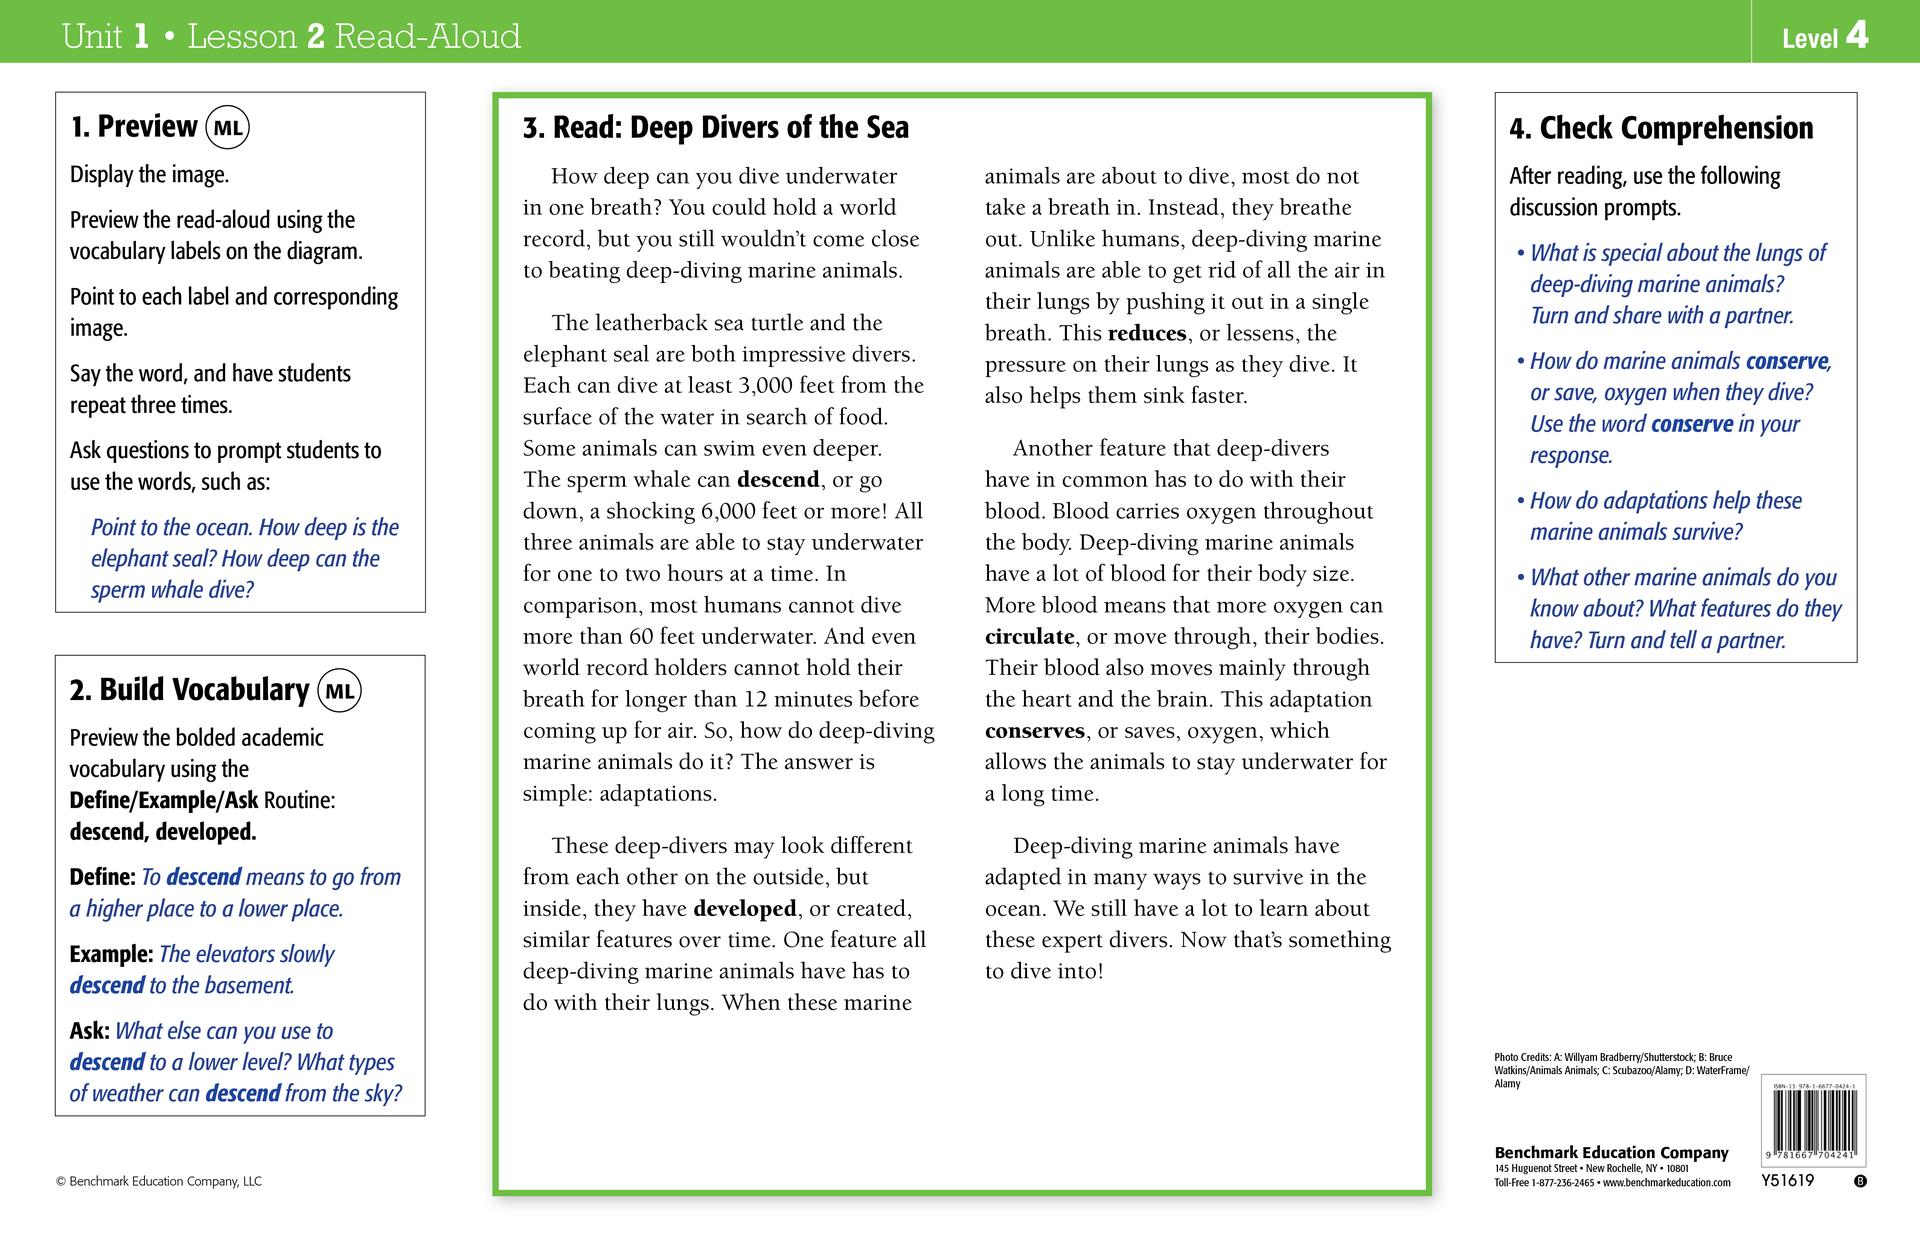 Unit 1 • Lesson 2 Read-Aloud
Level 4
1. Preview ML
Display the image.
Preview the read-aloud using the
vocabulary labels on the diagram.
Point to each label and corresponding
image.
Say the word, and have students
repeat three times.
Ask questions to prompt students to
use the words, such as:
Point to the ocean. How deep is the
elephant seal? How deep can the
sperm whale dive?
2. Build Vocabulary ML
Preview the bolded academic
vocabulary using the
Define/Example/Ask Routine:
descend, developed.
Define: To descend means to go from
a higher place to a lower place.
Example: The elevators slowly
descend to the basement.
Ask: What else can you use to
descend to a lower level? What types
of weather can descend from the sky?
© Benchmark Education Company, LLC
3. Read: Deep Divers of the Sea
How deep can you dive underwater
in one breath? You could hold a world
record, but you still wouldn't come close
to beating deep-diving marine animals.
The leatherback sea turtle and the
elephant seal are both impressive divers.
Each can dive at least 3,000 feet from the
surface of the water in search of food.
Some animals can swim even deeper.
The sperm whale can descend, or go
down, a shocking 6,000 feet or more! All
three animals are able to stay underwater
for one to two hours at a time. In
comparison, most humans cannot dive
more than 60 feet underwater. And even
world record holders cannot hold their
breath for longer than 12 minutes before
coming up for air. So, how do deep-diving
marine animals do it? The answer is
simple: adaptations.
These deep-divers may look different
from each other on the outside, but
inside, they have developed, or created,
similar features over time. One feature all
deep-diving marine animals have has to
do with their lungs. When these marine
animals are about to dive, most do not
take a breath in. Instead, they breathe
out. Unlike humans, deep-diving marine
animals are able to get rid of all the air in
their lungs by pushing it out in a single
breath. This reduces, or lessens, the
pressure on their lungs as they dive. It
also helps them sink faster.
Another feature that deep-divers
have in common has to do with their
blood. Blood carries oxygen throughout
the body. Deep-diving marine animals
have a lot of blood for their body size.
More blood means that more oxygen can
circulate, or move through, their bodies.
Their blood also moves mainly through
the heart and the brain. This adaptation
conserves, or saves, oxygen, which
allows the animals to stay underwater for
a long time.
Deep-diving marine animals have
adapted in many ways to survive in the
ocean. We still have a lot to learn about
these expert divers. Now that's something
to dive into!
4. Check Comprehension
After reading, use the following
discussion prompts.
• What is special about the lungs of
deep-diving marine animals?
Turn and share with a partner.
• How do marine animals conserve,
or save, oxygen when they dive?
Use the word conserve in your
response.
• How do adaptations help these
marine animals survive?
• What other marine animals do you
know about? What features do they
have? Turn and tell a partner.
Photo Credits: A: Willyam Bradberry/Shutterstock; B: Bruce
Watkins/Animals Animals; C: Scubazoo/Alamy; D: WaterFrame/
Alamy
Benchmark Education Company
145 Huguenot Street • New Rochelle, NY • 10801
Toll-Free 1-877-236-2465 • www.benchmarkeducation.com
ISBN-13 978-1-6677-0424-1
9 781667 704241
Y51619
B